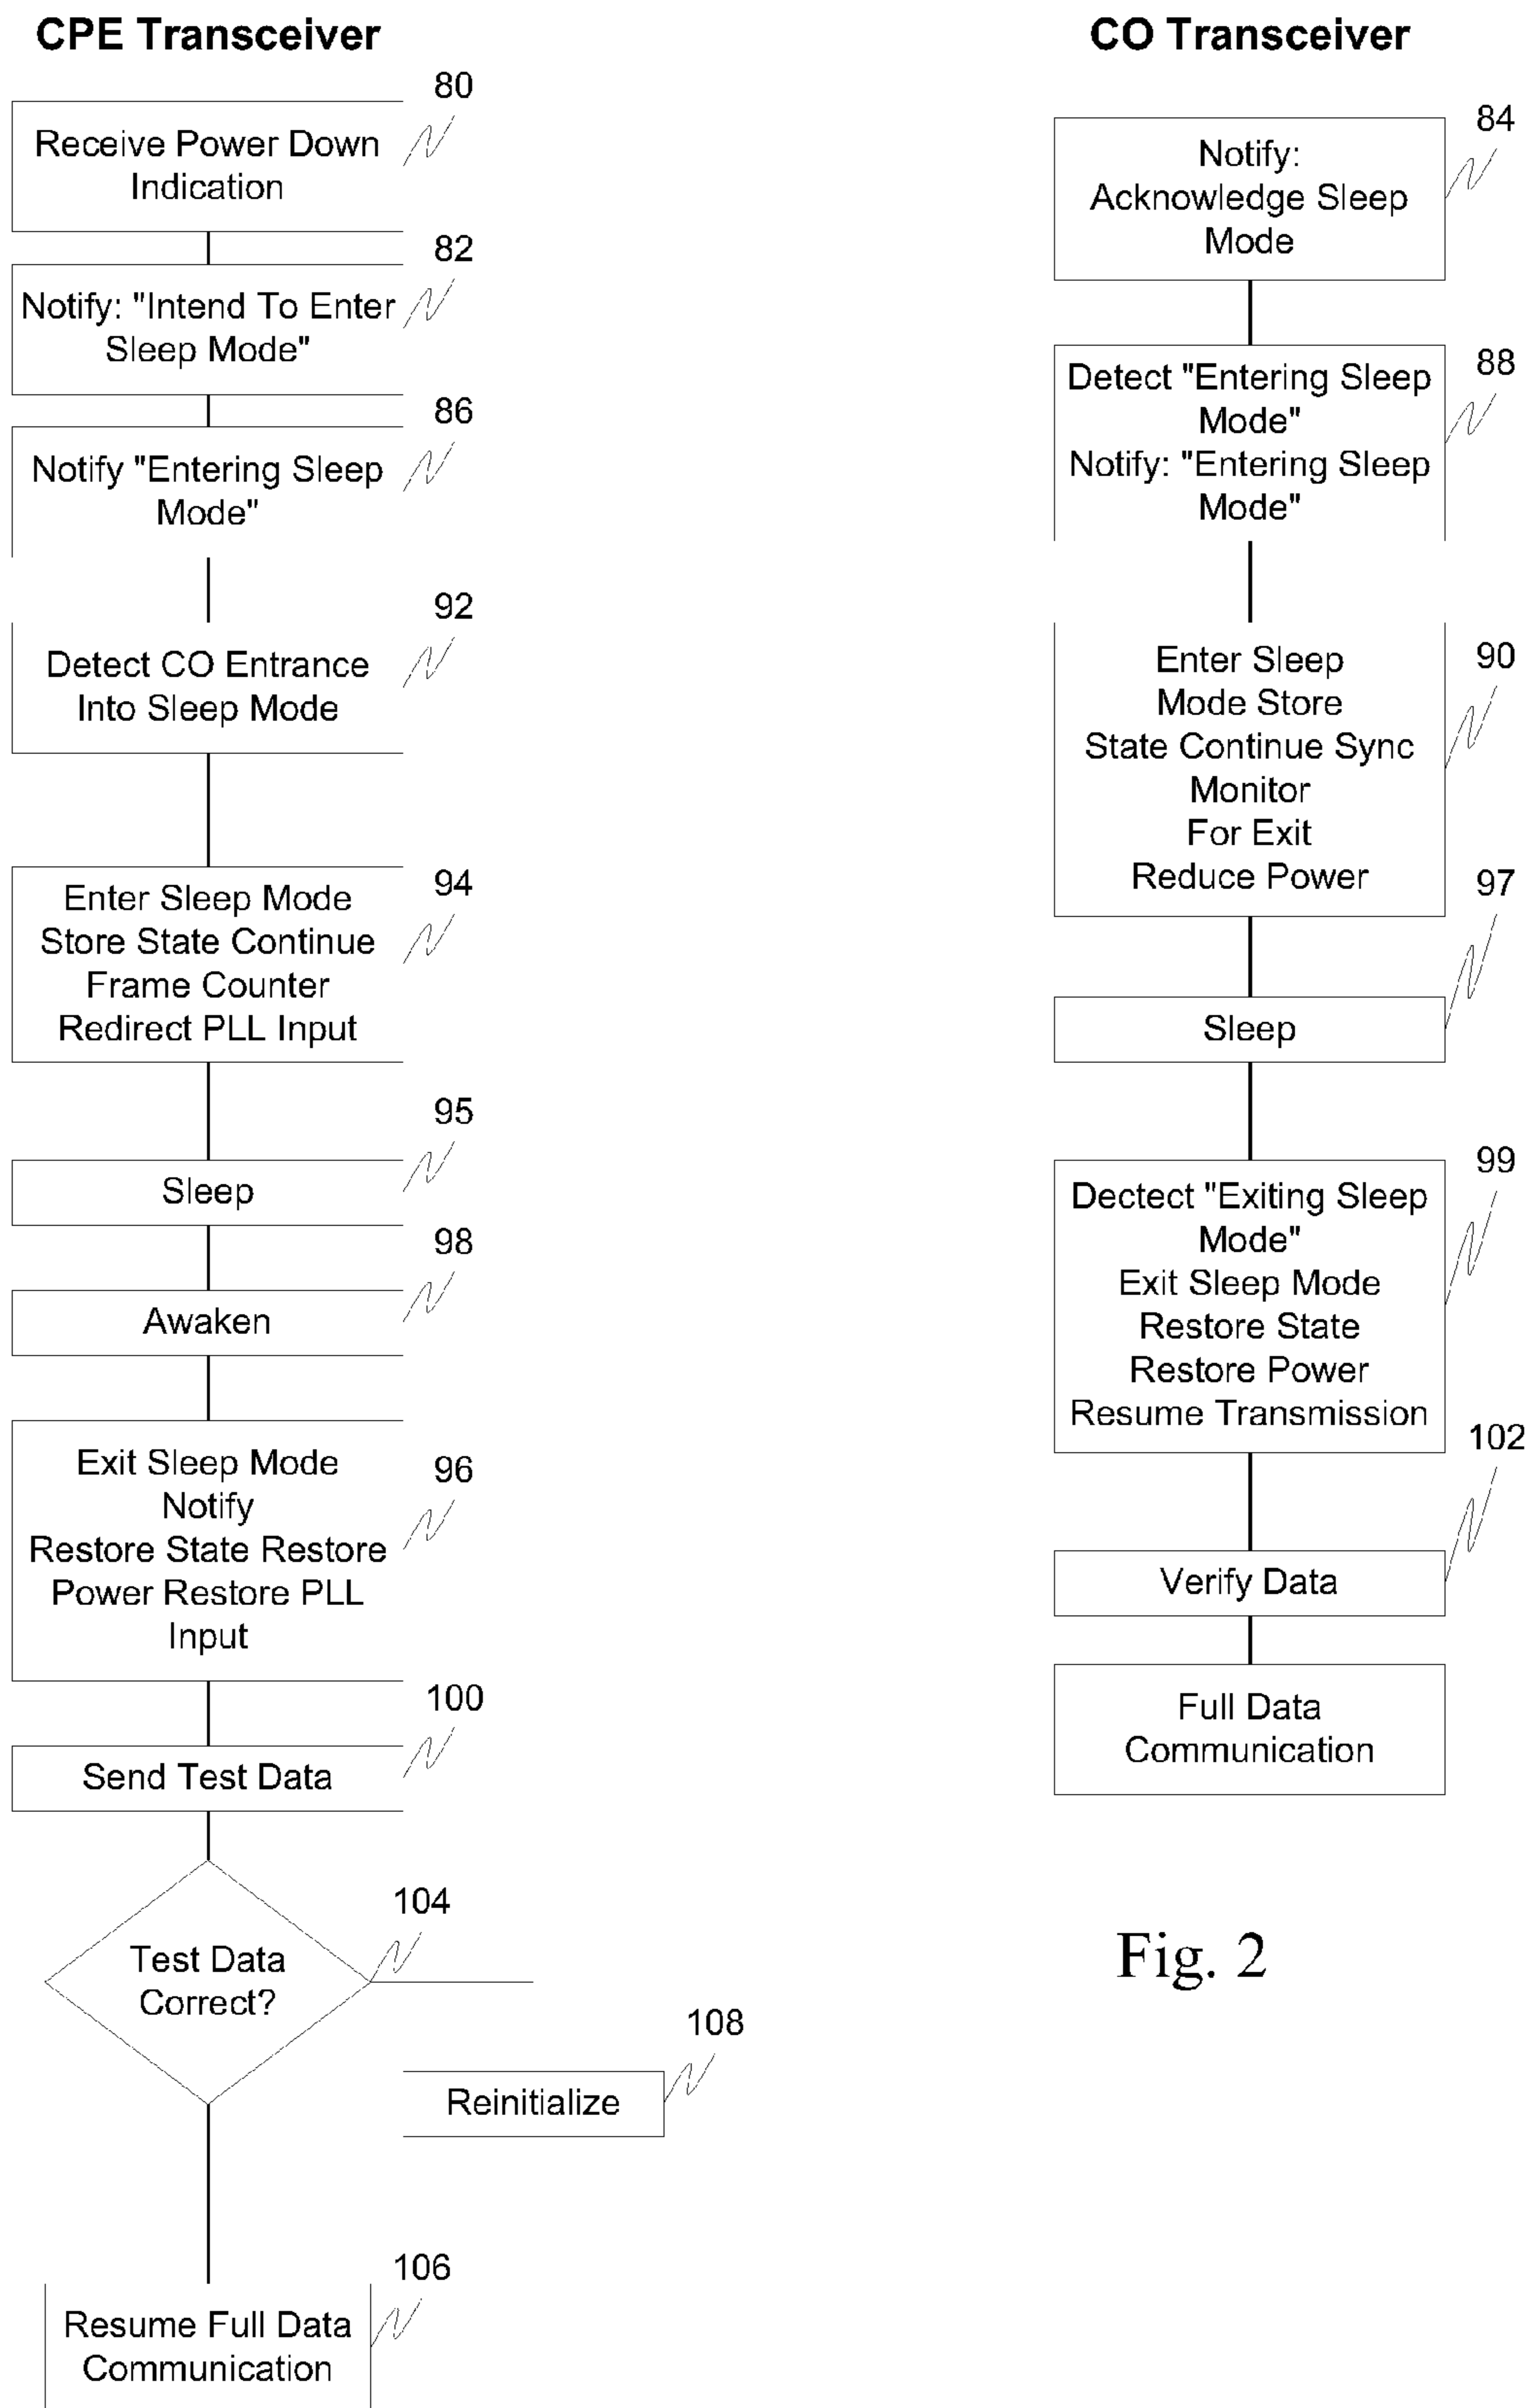 CPE Transceiver
80
Receive Power Down
Indication
82
Notify: "Intend To Enter
Sleep Mode"
86
Notify "Entering Sleep
Mode"
92
Detect CO Entrance
Into Sleep Mode
94
Enter Sleep Mode
Store State Continue
Frame Counter
Redirect PLL Input
95
Sleep
98
Awaken
96
Exit Sleep Mode
Notify
Restore State Restore
Power Restore PLL
Input
100
Send Test Data
104
Test Data
Correct?
108
Reinitialize
106
Resume Full Data
Communication
CO Transceiver
84
Notify:
Acknowledge Sleep
Mode
88
Detect "Entering Sleep
Mode"
Notify: "Entering Sleep
Mode"
90
Enter Sleep
Mode Store
State Continue Sync
Monitor
For Exit
Reduce Power
97
Sleep
99
Dectect "Exiting Sleep
Mode"
Exit Sleep Mode
Restore State
Restore Power
Resume Transmission
102
Verify Data
Full Data
Communication
Fig. 2